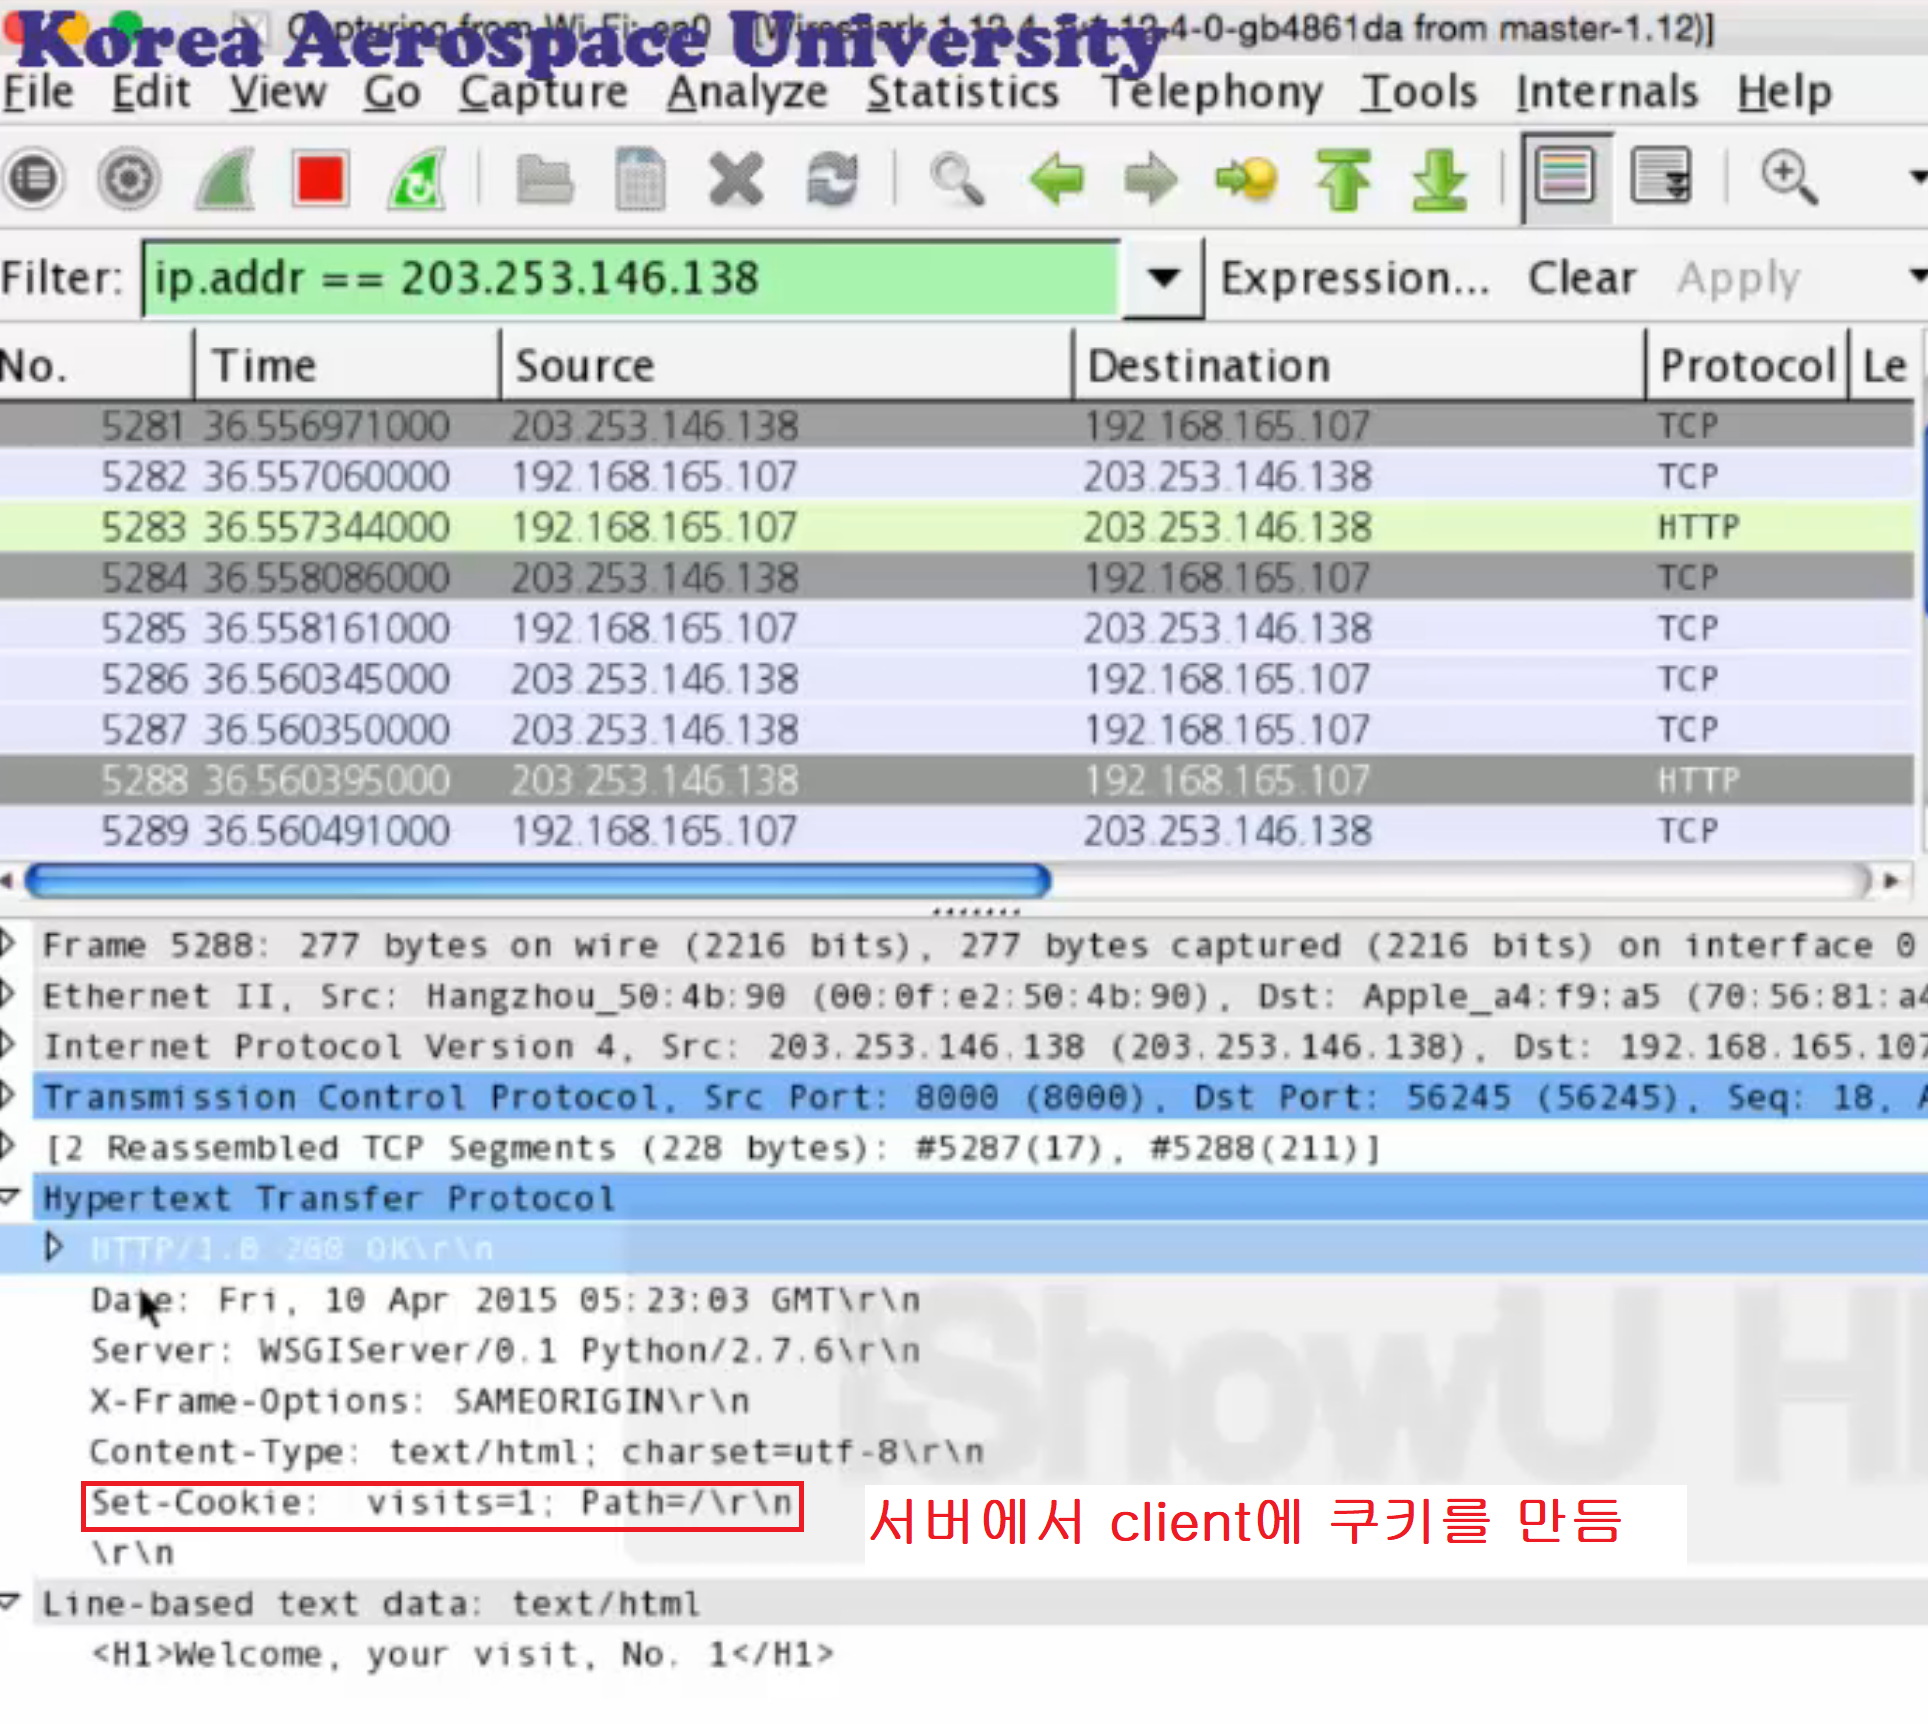 Korea Aerospace University
Capturing from Wi-Fi: en0 [Wireshark 1.12.4 4-0-gb4861da from master-1.12)]
File Edit View Go Capture Analyze Statistics Telephony Tools Internals Help
Filter: ip.addr == 203.253.146.138 Expression... Clear Apply
No. Time Source Destination Protocol Le
5281 36.556971000 203.253.146.138 192.168.165.107 TCP
5282 36.557060000 192.168.165.107 203.253.146.138 TCP
5283 36.557344000 192.168.165.107 203.253.146.138 HTTP
5284 36.558086000 203.253.146.138 192.168.165.107 TCP
5285 36.558161000 192.168.165.107 203.253.146.138 TCP
5286 36.560345000 203.253.146.138 192.168.165.107 TCP
5287 36.560350000 203.253.146.138 192.168.165.107 TCP
5288 36.560395000 203.253.146.138 192.168.165.107 HTTP
5289 36.560491000 192.168.165.107 203.253.146.138 TCP
Frame 5288: 277 bytes on wire (2216 bits), 277 bytes captured (2216 bits) on interface 0
Ethernet II, Src: Hangzhou_50:4b:90 (00:0f:e2:50:4b:90), Dst: Apple_a4:f9:a5 (70:56:81:a4
Internet Protocol Version 4, Src: 203.253.146.138 (203.253.146.138), Dst: 192.168.165.107
Transmission Control Protocol, Src Port: 8000 (8000), Dst Port: 56245 (56245), Seq: 18, A
[2 Reassembled TCP Segments (228 bytes): #5287(17), #5288(211)]
Hypertext Transfer Protocol
HTTP/1.0 200 OK\r\n
Date: Fri, 10 Apr 2015 05:23:03 GMT\r\n
Server: WSGIServer/0.1 Python/2.7.6\r\n
X-Frame-Options: SAMEORIGIN\r\n
Content-Type: text/html; charset=utf-8\r\n
Set-Cookie:  visits=1; Path=/\r\n
서버에서 client에 쿠키를 만듬
\r\n
Line-based text data: text/html
<H1>Welcome, your visit, No. 1</H1>
iShowU H